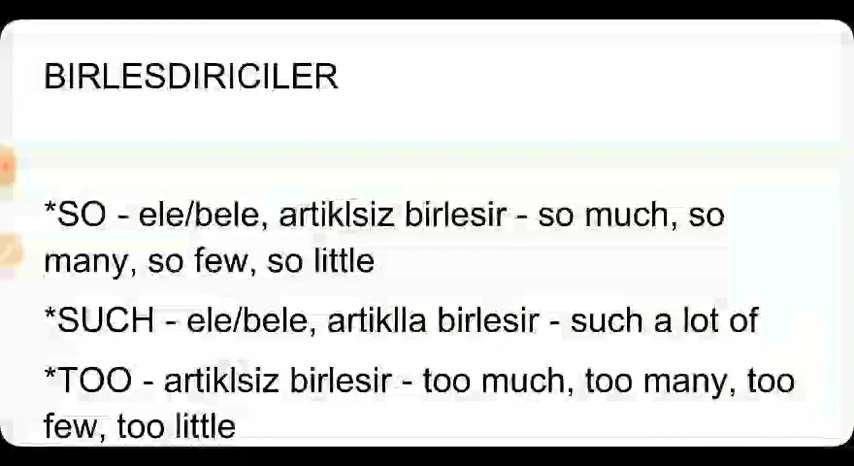 BIRLESDIRICILER
*SO - ele/bele, artiklsiz birlesir - so much, so
many, so few, so little
*SUCH - ele/bele, artiklla birlesir - such a lot of
*TOO - artiklsiz birlesir - too much, too many, too
few, too little